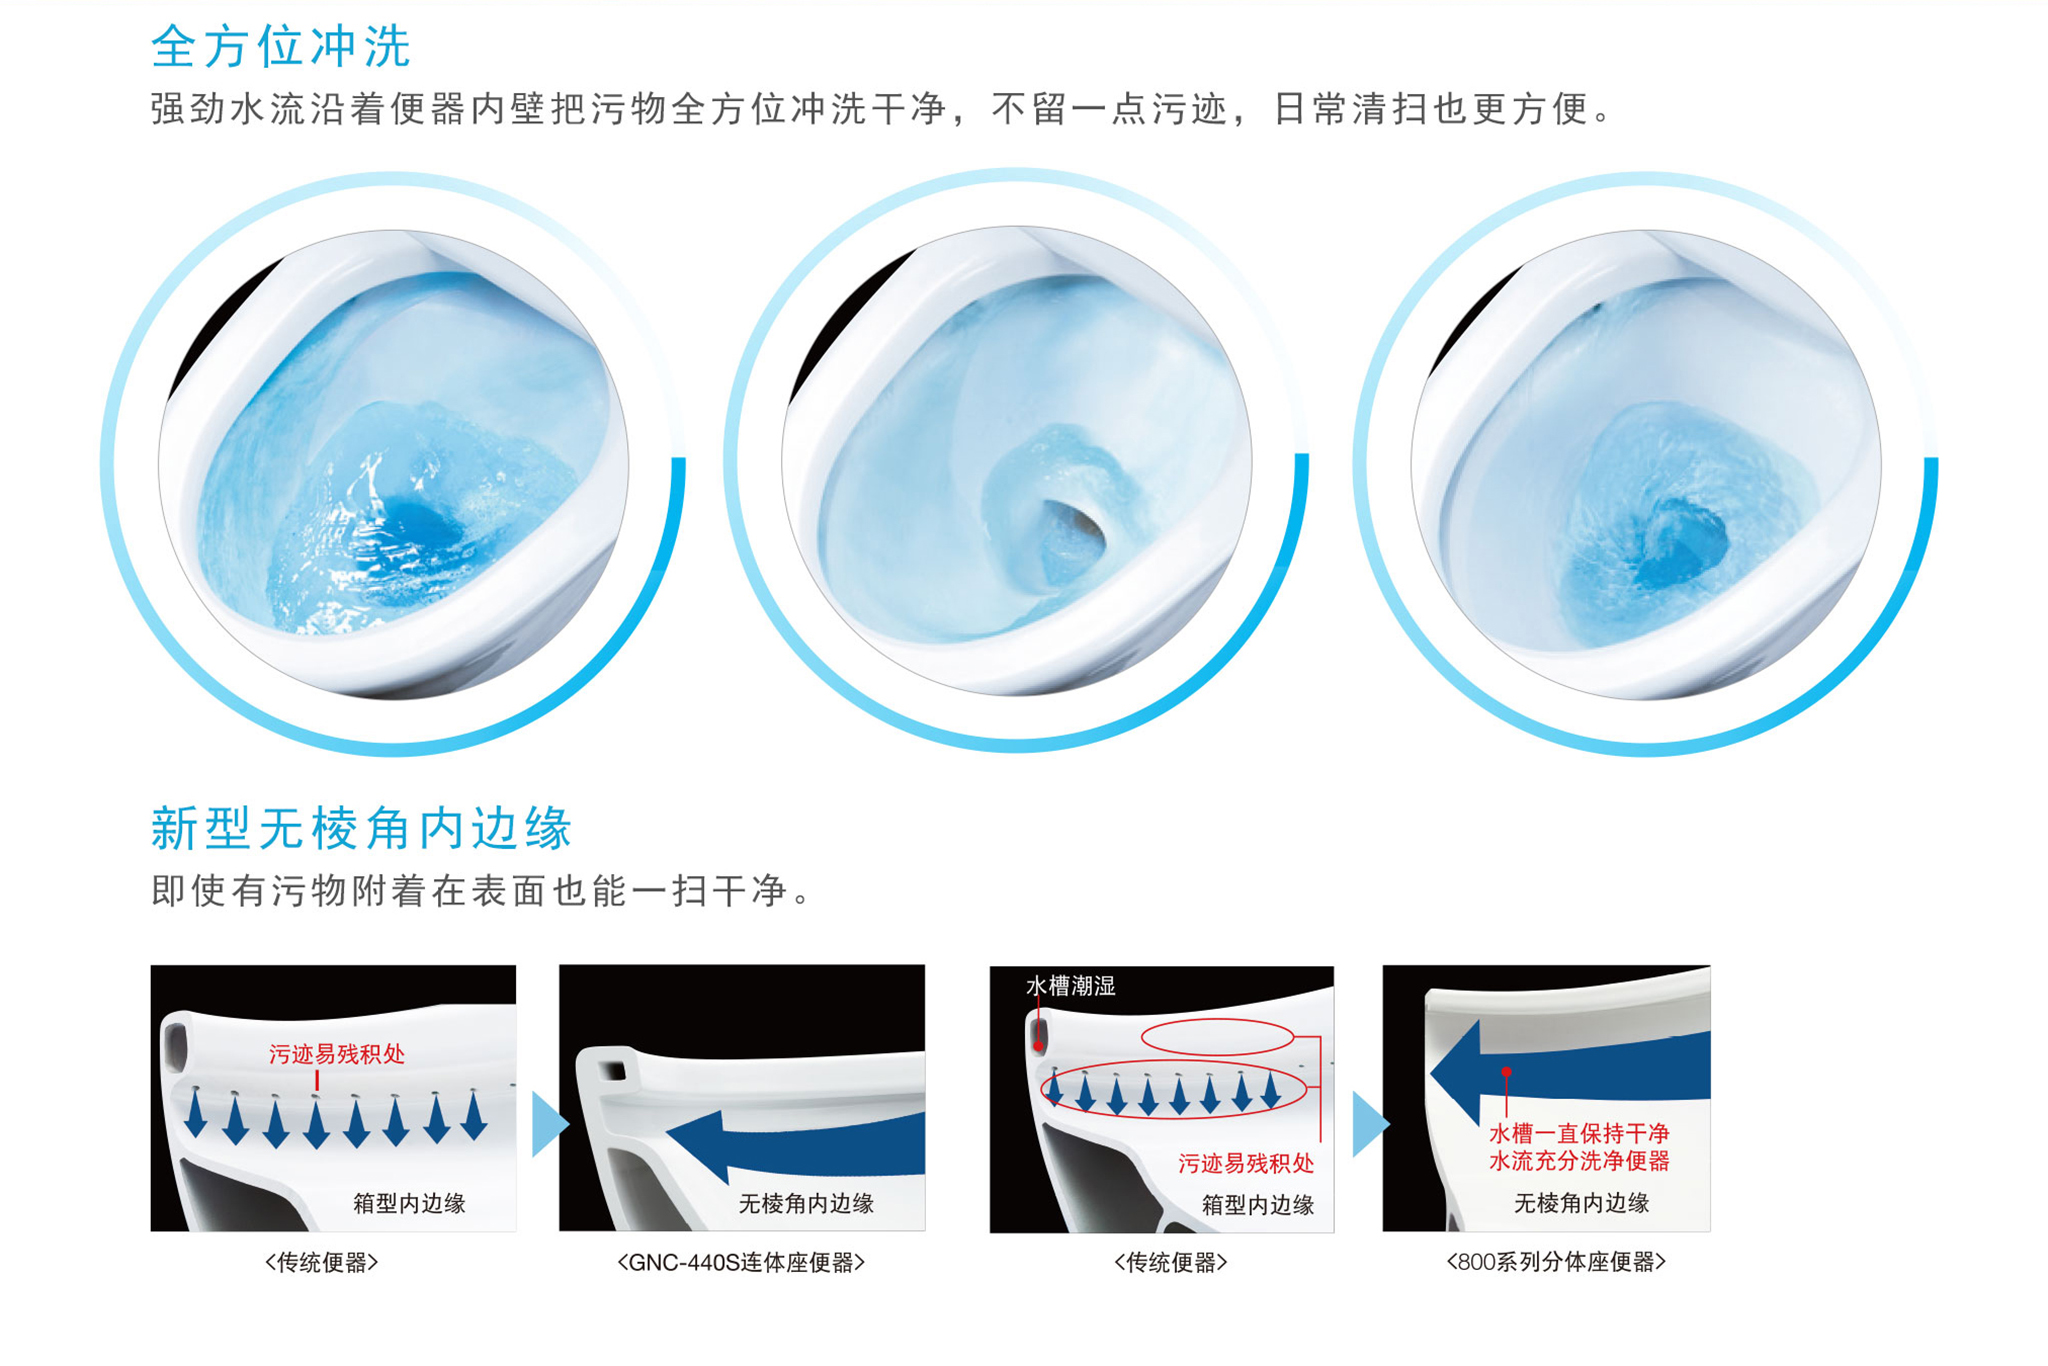 全方位冲洗
强劲水流沿着便器内壁把污物全方位冲洗干净，不留一点污迹，日常清扫也更方便。
新型无棱角内边缘
即使有污物附着在表面也能一扫干净。
污迹易残积处
箱型内边缘
<传统便器>
无棱角内边缘
<GNC-440S连体座便器>
水槽潮湿
污迹易残积处
箱型内边缘
<传统便器>
水槽一直保持干净
水流充分洗净便器
无棱角内边缘
<800系列分体座便器>